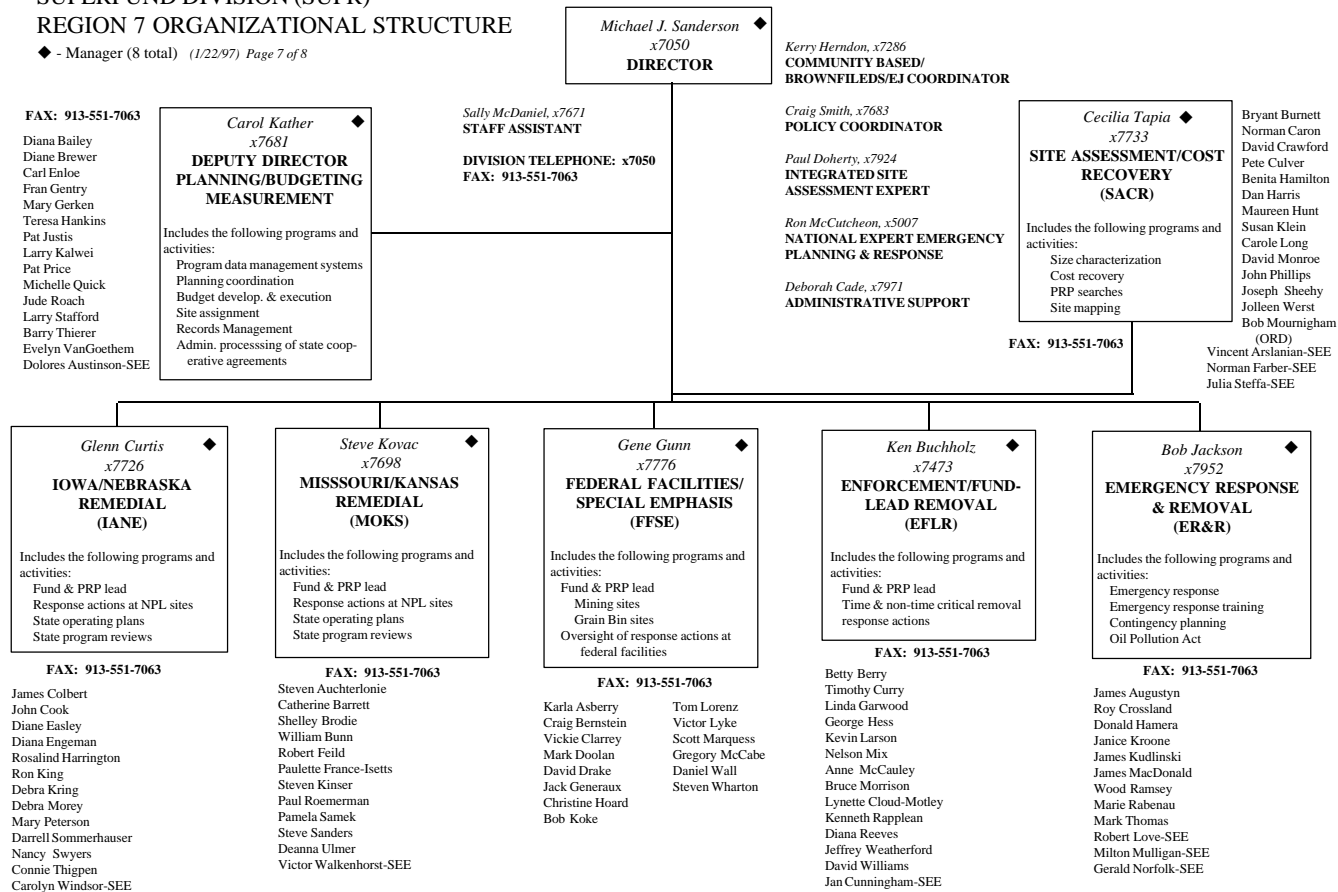 SUPERFUND DIVISION (SUPR)
REGION 7 ORGANIZATIONAL STRUCTURE
◆ - Manager (8 total) (1/22/97) Page 7 of 8
Michael J. Sanderson ◆
x7050
DIRECTOR
FAX: 913-551-7063
Diana Bailey
Diane Brewer
Carl Enloe
Fran Gentry
Mary Gerken
Teresa Hankins
Pat Justis
Larry Kalwei
Pat Price
Michelle Quick
Jude Roach
Larry Stafford
Barry Thierer
Evelyn VanGoethem
Dolores Austinson-SEE
Carol Kather ◆
x7681
DEPUTY DIRECTOR
PLANNING/BUDGETING
MEASUREMENT
Includes the following programs and
activities:
Program data management systems
Planning coordination
Budget develop. & execution
Site assignment
Records Management
Admin. processsing of state coop-
erative agreements
Sally McDaniel, x7671
STAFF ASSISTANT
DIVISION TELEPHONE: x7050
FAX: 913-551-7063
Kerry Herndon, x7286
COMMUNITY BASED/
BROWNFILEDS/EJ COORDINATOR
Craig Smith, x7683
POLICY COORDINATOR
Paul Doherty, x7924
INTEGRATED SITE
ASSESSMENT EXPERT
Ron McCutcheon, x5007
NATIONAL EXPERT EMERGENCY
PLANNING & RESPONSE
Deborah Cade, x7971
ADMINISTRATIVE SUPPORT
Cecilia Tapia ◆
x7733
SITE ASSESSMENT/COST
RECOVERY
(SACR)
Includes the following programs and
activities:
Size characterization
Cost recovery
PRP searches
Site mapping
FAX: 913-551-7063
Bryant Burnett
Norman Caron
David Crawford
Pete Culver
Benita Hamilton
Dan Harris
Maureen Hunt
Susan Klein
Carole Long
David Monroe
John Phillips
Joseph Sheehy
Jolleen Werst
Bob Mournigham
(ORD)
Vincent Arslanian-SEE
Norman Farber-SEE
Julia Steffa-SEE
Glenn Curtis ◆
x7726
IOWA/NEBRASKA
REMEDIAL
(IANE)
Includes the following programs and
activities:
Fund & PRP lead
Response actions at NPL sites
State operating plans
State program reviews
FAX: 913-551-7063
James Colbert
John Cook
Diane Easley
Diana Engeman
Rosalind Harrington
Ron King
Debra Kring
Debra Morey
Mary Peterson
Darrell Sommerhauser
Nancy Swyers
Connie Thigpen
Carolyn Windsor-SEE
Steve Kovac ◆
x7698
MISSSOURI/KANSAS
REMEDIAL
(MOKS)
Includes the following programs and
activities:
Fund & PRP lead
Response actions at NPL sites
State operating plans
State program reviews
FAX: 913-551-7063
Steven Auchterlonie
Catherine Barrett
Shelley Brodie
William Bunn
Robert Feild
Paulette France-Isetts
Steven Kinser
Paul Roemerman
Pamela Samek
Steve Sanders
Deanna Ulmer
Victor Walkenhorst-SEE
Gene Gunn ◆
x7776
FEDERAL FACILITIES/
SPECIAL EMPHASIS
(FFSE)
Includes the following programs and
activities:
Fund & PRP lead
Mining sites
Grain Bin sites
Oversight of response actions at
federal facilities
FAX: 913-551-7063
Karla Asberry
Craig Bernstein
Vickie Clarrey
Mark Doolan
David Drake
Jack Generaux
Christine Hoard
Bob Koke
Tom Lorenz
Victor Lyke
Scott Marquess
Gregory McCabe
Daniel Wall
Steven Wharton
Ken Buchholz ◆
x7473
ENFORCEMENT/FUND-
LEAD REMOVAL
(EFLR)
Includes the following programs and
activities:
Fund & PRP lead
Time & non-time critical removal
response actions
FAX: 913-551-7063
Betty Berry
Timothy Curry
Linda Garwood
George Hess
Kevin Larson
Nelson Mix
Anne McCauley
Bruce Morrison
Lynette Cloud-Motley
Kenneth Rapplean
Diana Reeves
Jeffrey Weatherford
David Williams
Jan Cunningham-SEE
Bob Jackson ◆
x7952
EMERGENCY RESPONSE
& REMOVAL
(ER&R)
Includes the following programs and
activities:
Emergency response
Emergency response training
Contingency planning
Oil Pollution Act
FAX: 913-551-7063
James Augustyn
Roy Crossland
Donald Hamera
Janice Kroone
James Kudlinski
James MacDonald
Wood Ramsey
Marie Rabenau
Mark Thomas
Robert Love-SEE
Milton Mulligan-SEE
Gerald Norfolk-SEE